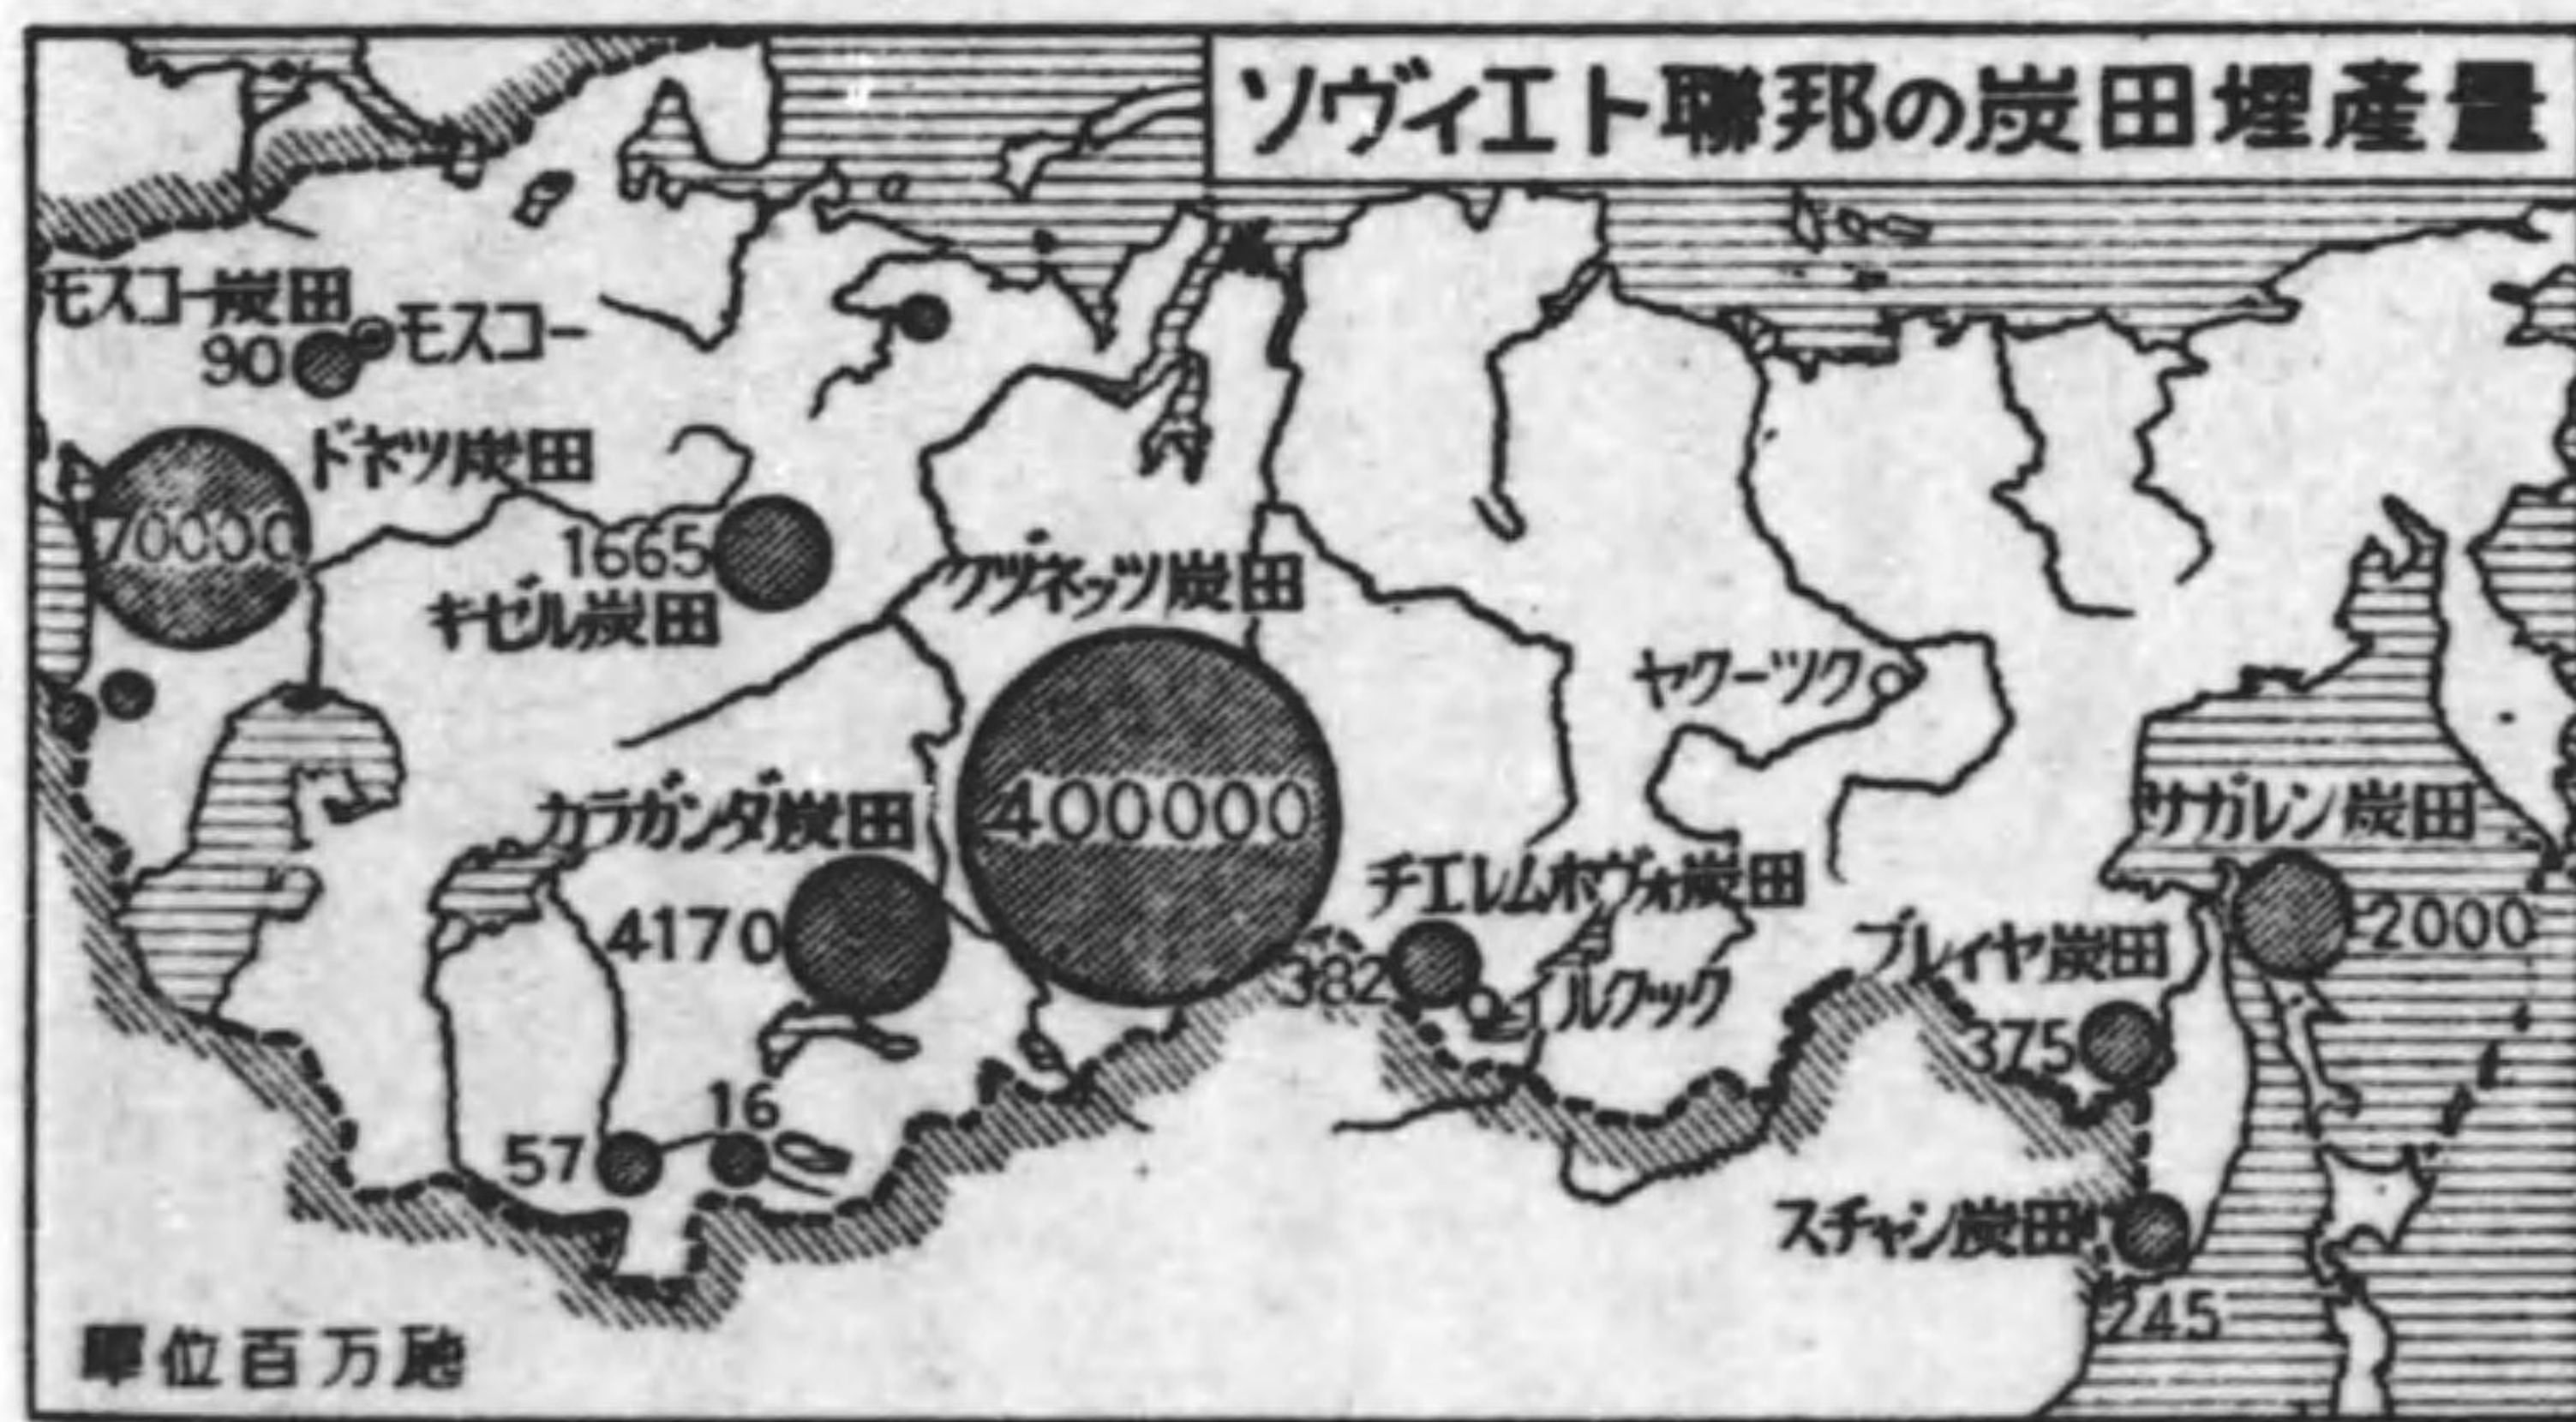 ソヴィエト聯邦の炭田埋產量
モスコー炭田
90
モスコー
ドネツ炭田
70000
1665
キゼル炭田
クヅネッツ炭田
400000
ヤクーツク
カラガンダ炭田
4170
サガレン炭田
2000
チエレムホヴォ炭田
382
イルクック
ブレイヤ炭田
375
16
57
スチャン炭田
245
單位百万瓲